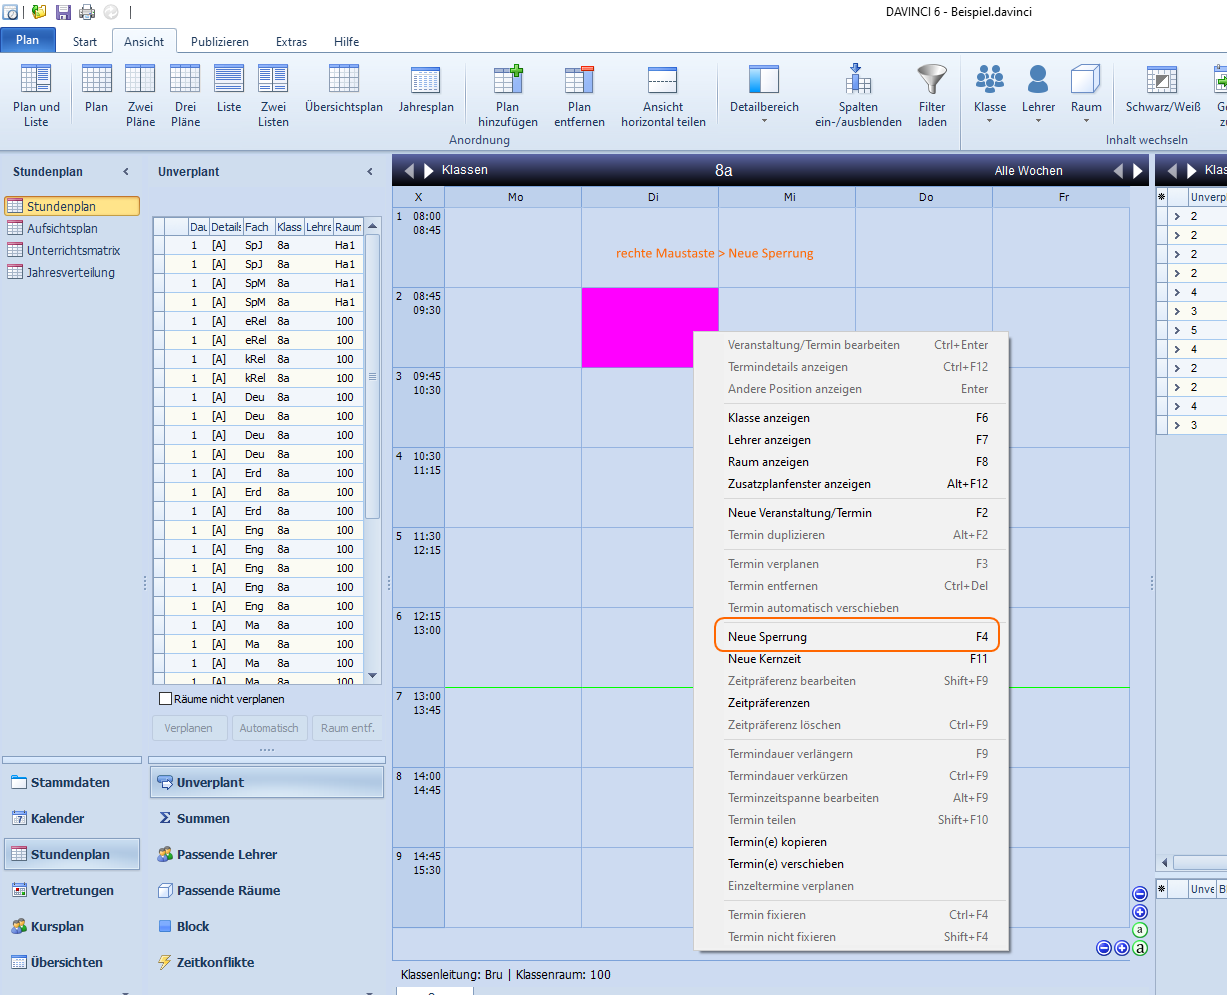 DAVINCI 6 - Beispiel.davinci
Plan Start Ansicht Publizieren Extras Hilfe
Plan und Liste
Plan
Zwei Pläne
Drei Pläne
Liste
Zwei Listen
Übersichtsplan
Jahresplan
Plan hinzufügen
Plan entfernen
Ansicht horizontal teilen
Detailbereich
Spalten ein-/ausblenden
Filter laden
Klasse
Lehrer
Raum
Schwarz/Weiß
Anordnung
Inhalt wechseln
Stundenplan
Stundenplan
Aufsichtsplan
Unterrichtsmatrix
Jahresverteilung
Unverplant
Dau Details Fach Klass Lehre Raum
1 [A] SpJ 8a Ha1
1 [A] SpJ 8a Ha1
1 [A] SpM 8a Ha1
1 [A] SpM 8a Ha1
1 [A] eRel 8a 100
1 [A] eRel 8a 100
1 [A] kRel 8a 100
1 [A] kRel 8a 100
1 [A] Deu 8a 100
1 [A] Deu 8a 100
1 [A] Deu 8a 100
1 [A] Deu 8a 100
1 [A] Erd 8a 100
1 [A] Erd 8a 100
1 [A] Erd 8a 100
1 [A] Eng 8a 100
1 [A] Eng 8a 100
1 [A] Eng 8a 100
1 [A] Eng 8a 100
1 [A] Eng 8a 100
1 [A] Ma 8a 100
1 [A] Ma 8a 100
1 [A] Ma 8a 100
1 [A] Ma 8a 100
Räume nicht verplanen
Verplanen Automatisch Raum entf.
Stammdaten
Kalender
Stundenplan
Vertretungen
Kursplan
Übersichten
Unverplant
Summen
Passende Lehrer
Passende Räume
Block
Zeitkonflikte
Klassen 8a Alle Wochen
X Mo Di Mi Do Fr
1 08:00
08:45
rechte Maustaste > Neue Sperrung
2 08:45
09:30
3 09:45
10:30
4 10:30
11:15
5 11:30
12:15
6 12:15
13:00
7 13:00
13:45
8 14:00
14:45
9 14:45
15:30
Veranstaltung/Termin bearbeiten Ctrl+Enter
Termindetails anzeigen Ctrl+F12
Andere Position anzeigen Enter
Klasse anzeigen F6
Lehrer anzeigen F7
Raum anzeigen F8
Zusatzplanfenster anzeigen Alt+F12
Neue Veranstaltung/Termin F2
Termin duplizieren Alt+F2
Termin verplanen F3
Termin entfernen Ctrl+Del
Termin automatisch verschieben
Neue Sperrung F4
Neue Kernzeit F11
Zeitpräferenz bearbeiten Shift+F9
Zeitpräferenzen
Zeitpräferenz löschen Ctrl+F9
Termindauer verlängern F9
Termindauer verkürzen Ctrl+F9
Terminzeitspanne bearbeiten Alt+F9
Termin teilen Shift+F10
Termin(e) kopieren
Termin(e) verschieben
Einzeltermine verplanen
Termin fixieren Ctrl+F4
Termin nicht fixieren Shift+F4
a
a
Klassenleitung: Bru | Klassenraum: 100
Klas
Unverpl
2
2
2
2
4
3
5
4
2
2
4
3
Unve